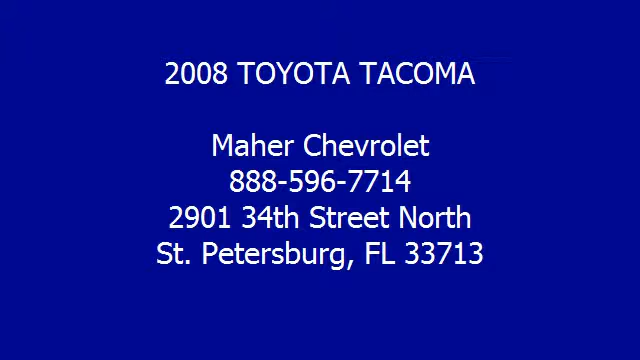 2008 TOYOTA TACOMA
Maher Chevrolet
888-596-7714
2901 34th Street North
St. Petersburg, FL 33713